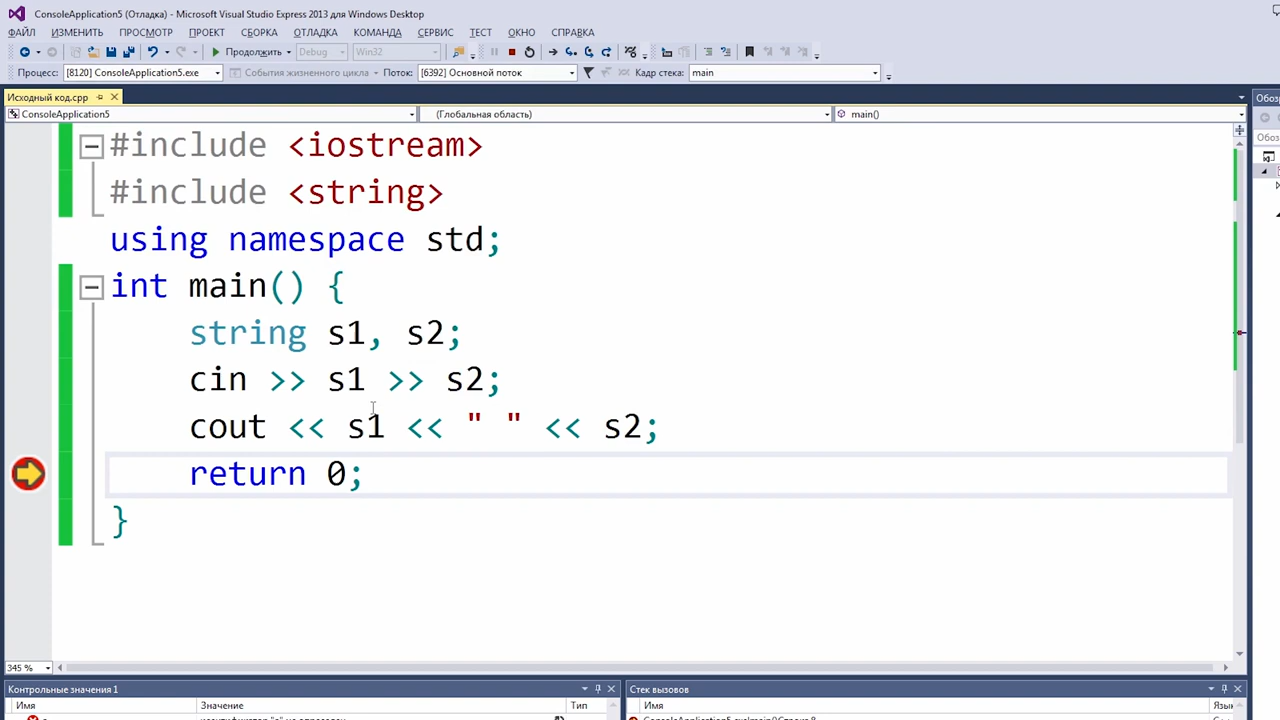 ConsoleApplication5 (Отладка) - Microsoft Visual Studio Express 2013 для Windows Desktop
ФАЙЛ ИЗМЕНИТЬ ПРОСМОТР ПРОЕКТ СБОРКА ОТЛАДКА КОМАНДА СЕРВИС ТЕСТ ОКНО СПРАВКА
Продолжить Debug Win32
Процесс: [8120] ConsoleApplication5.exe События жизненного цикла Поток: [6392] Основной поток Кадр стека: main
Исходный код.cpp
ConsoleApplication5 (Глобальная область) main()
#include <iostream>
#include <string>
using namespace std;
int main() {
string s1, s2;
cin >> s1 >> s2;
cout << s1 << " " << s2;
return 0;
}
345 %
Контрольные значения 1 Стек вызовов
Имя Значение Тип Имя